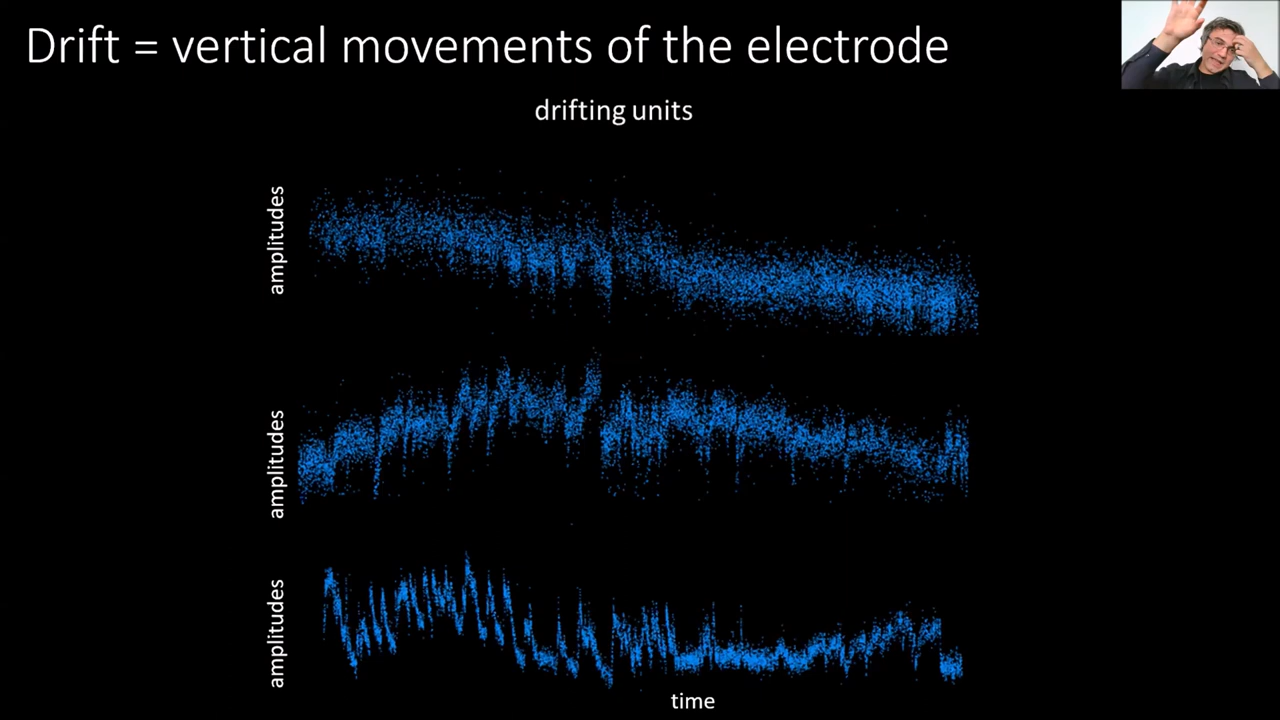 Drift = vertical movements of the electrode
drifting units
amplitudes
amplitudes
amplitudes
time